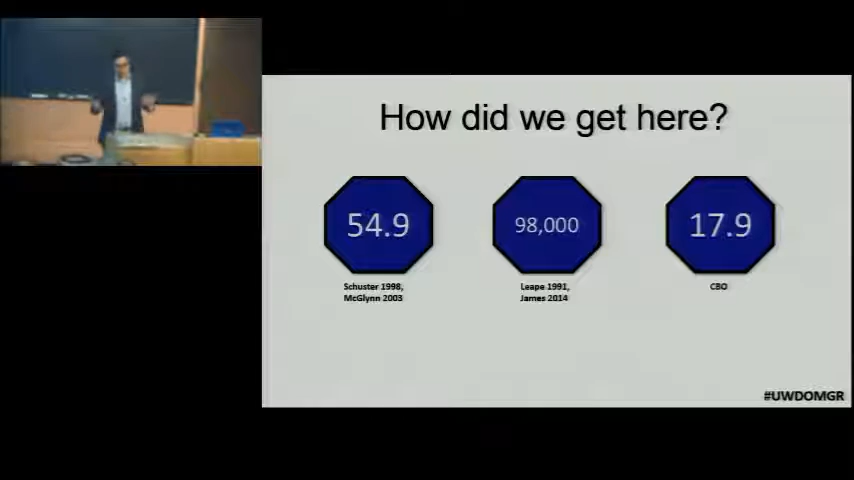 How did we get here?
54.9
98,000
17.9
Schuster 1998,
McGlynn 2003
Leape 1991,
James 2014
CBO
#UWDOMGR